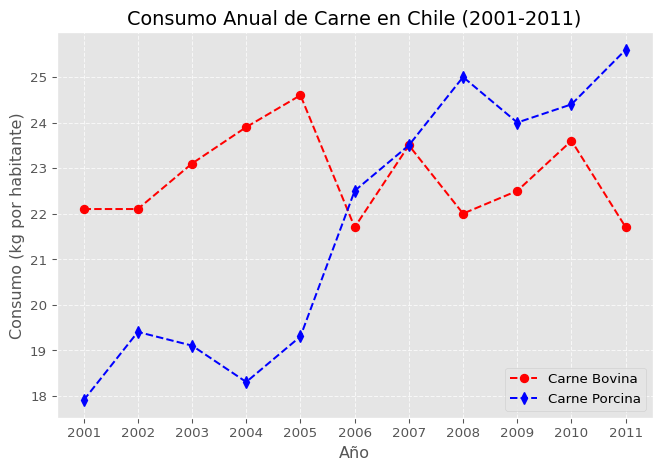 Consumo Anual de Carne en Chile (2001-2011)
Consumo (kg por habitante)
25
24
23
22
21
20
19
18
2001 2002 2003 2004 2005 2006 2007 2008 2009 2010 2011
Año
Carne Bovina
Carne Porcina